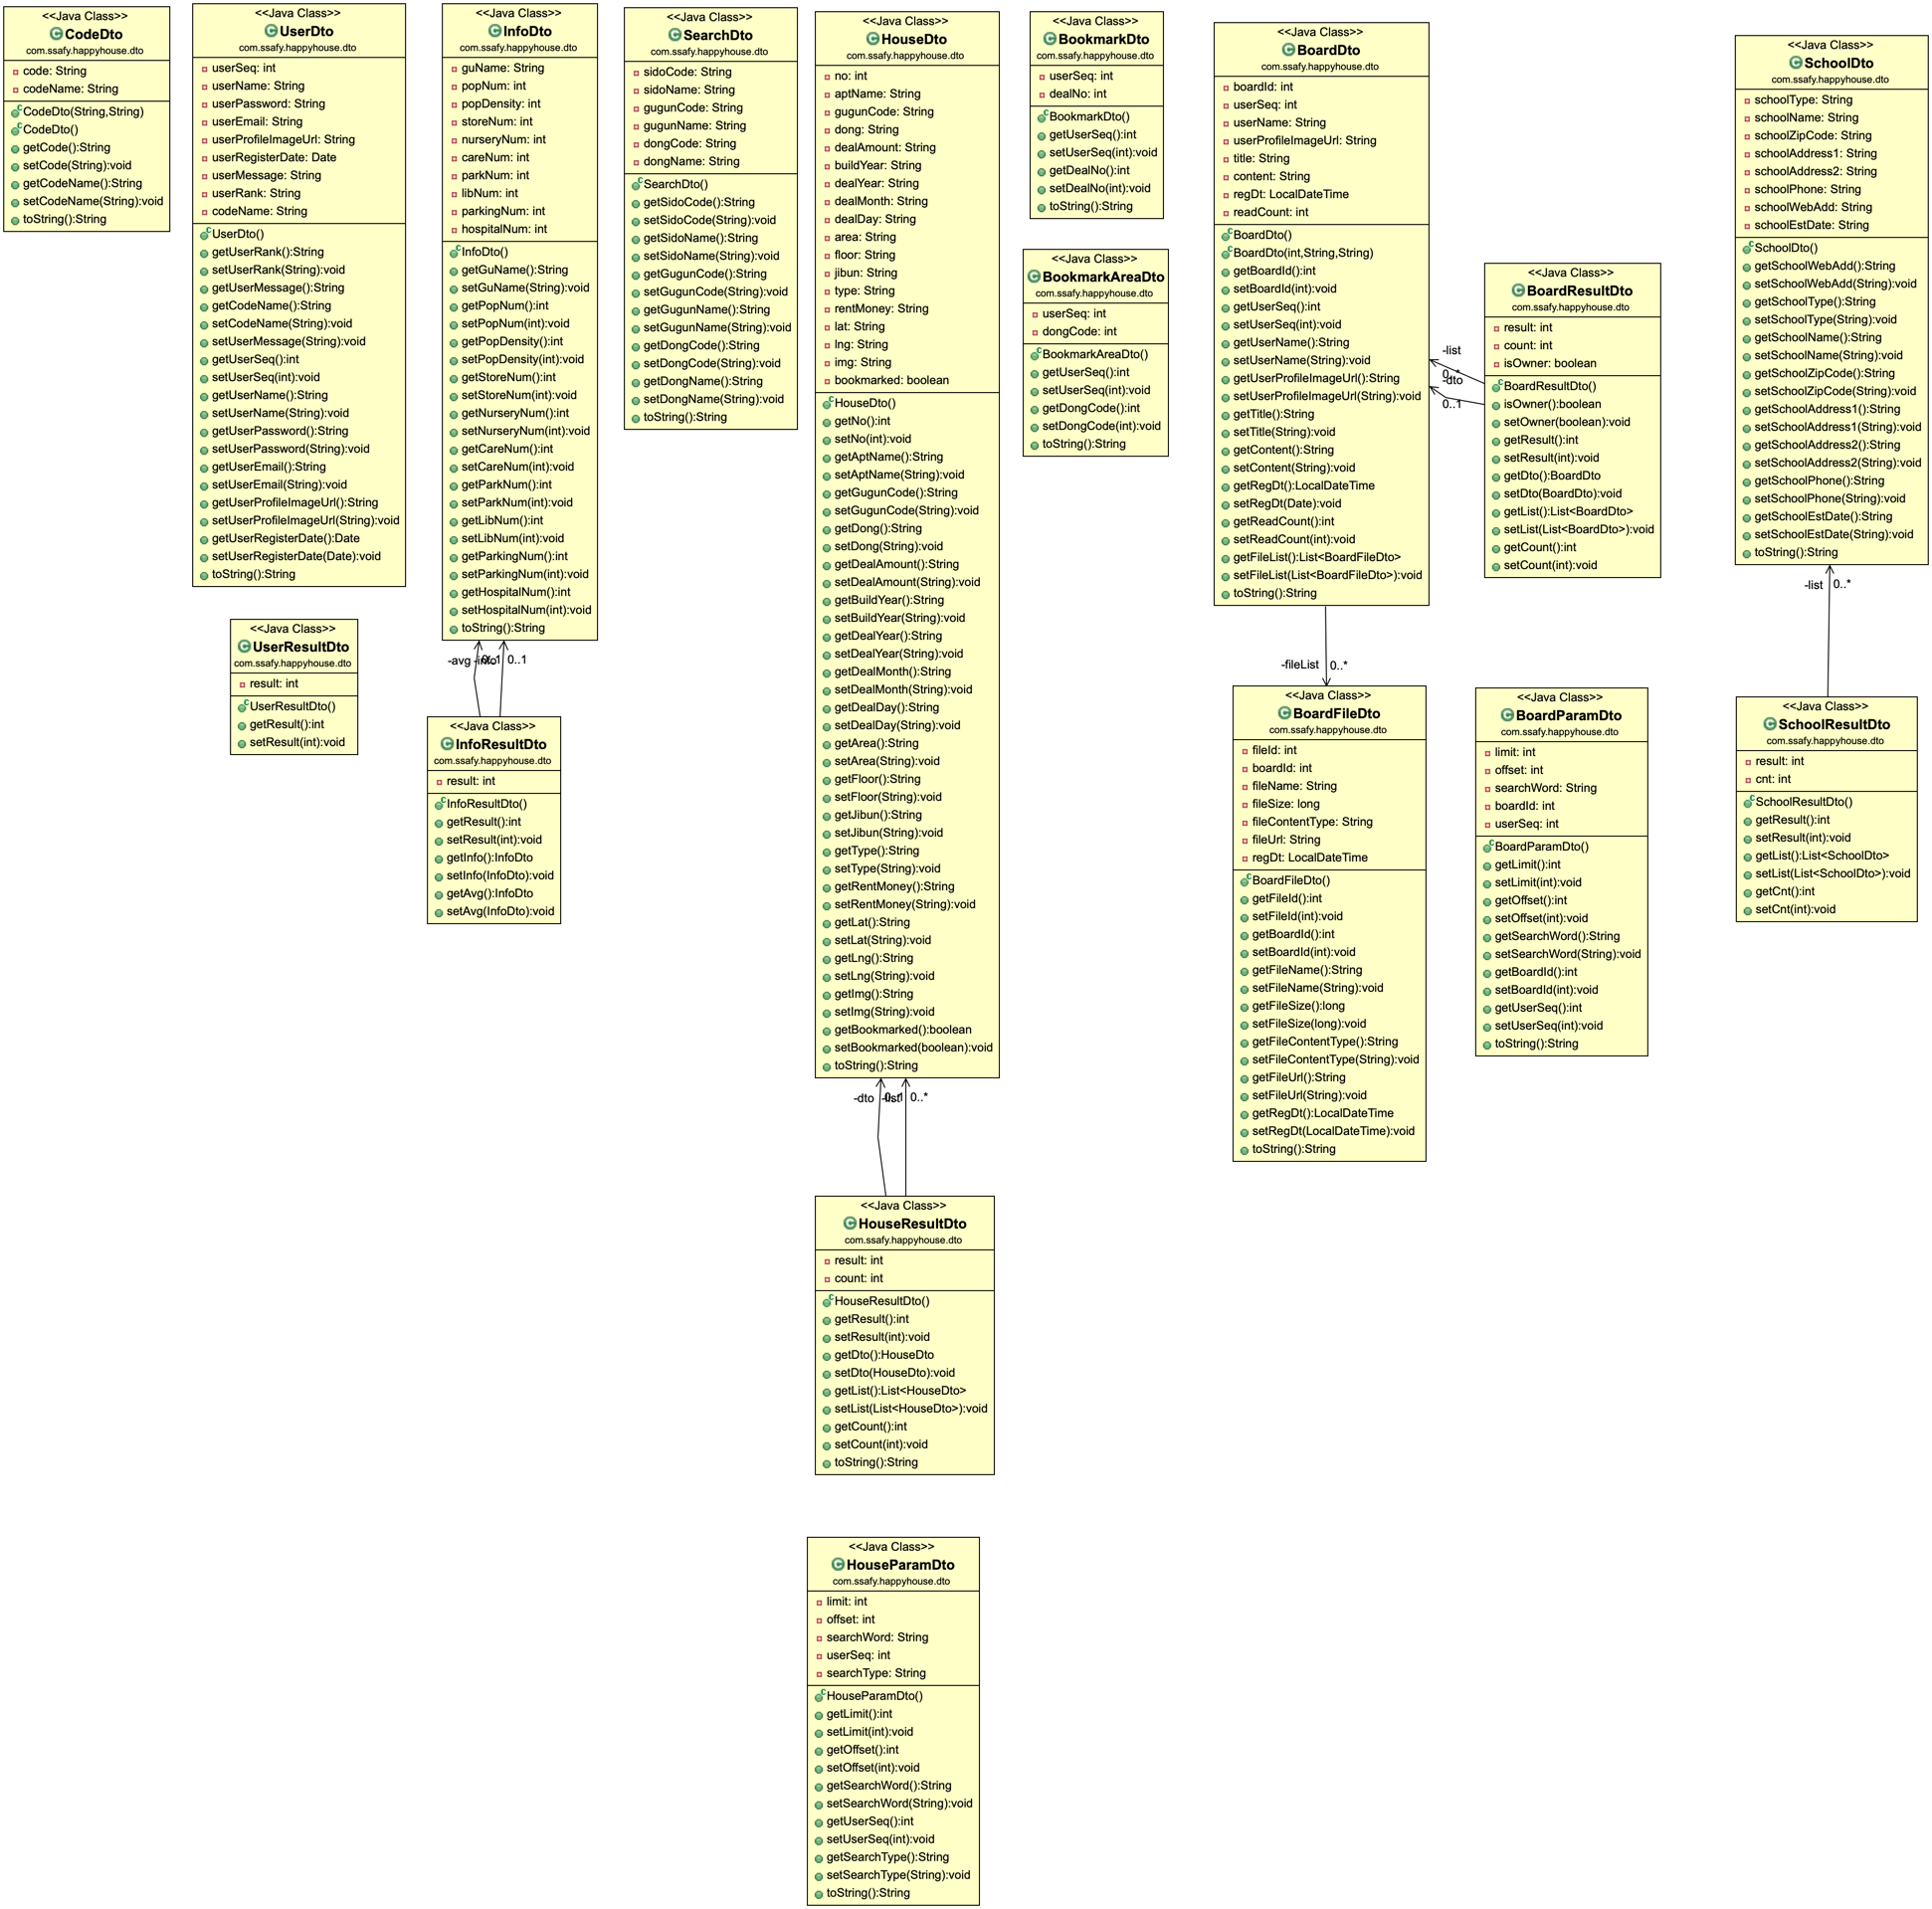 <<Java Class>>
CodeDto
com.ssafy.happyhouse.dto
code: String
codeName: String
CodeDto(String,String)
CodeDto()
getCode():String
setCode(String):void
getCodeName():String
setCodeName(String):void
toString():String
<<Java Class>>
UserDto
com.ssafy.happyhouse.dto
userSeq: int
userName: String
userPassword: String
userEmail: String
userProfileImageUrl: String
userRegisterDate: Date
userMessage: String
userRank: String
codeName: String
UserDto()
getUserRank():String
setUserRank(String):void
getUserMessage():String
getCodeName():String
setCodeName(String):void
setUserMessage(String):void
getUserSeq():int
setUserSeq(int):void
getUserName():String
setUserName(String):void
getUserPassword():String
setUserPassword(String):void
getUserEmail():String
setUserEmail(String):void
getUserProfileImageUrl():String
setUserProfileImageUrl(String):void
getUserRegisterDate():Date
setUserRegisterDate(Date):void
toString():String
<<Java Class>>
UserResultDto
com.ssafy.happyhouse.dto
result: int
UserResultDto()
getResult():int
setResult(int):void
<<Java Class>>
InfoDto
com.ssafy.happyhouse.dto
guName: String
popNum: int
popDensity: int
storeNum: int
nurseryNum: int
careNum: int
parkNum: int
libNum: int
parkingNum: int
hospitalNum: int
InfoDto()
getGuName():String
setGuName(String):void
getPopNum():int
setPopNum(int):void
getPopDensity():int
setPopDensity(int):void
getStoreNum():int
setStoreNum(int):void
getNurseryNum():int
setNurseryNum(int):void
getCareNum():int
setCareNum(int):void
getParkNum():int
setParkNum(int):void
getLibNum():int
setLibNum(int):void
getParkingNum():int
setParkingNum(int):void
getHospitalNum():int
setHospitalNum(int):void
toString():String
-avg -info 0..1 0..1
<<Java Class>>
InfoResultDto
com.ssafy.happyhouse.dto
result: int
InfoResultDto()
getResult():int
setResult(int):void
getInfo():InfoDto
setInfo(InfoDto):void
getAvg():InfoDto
setAvg(InfoDto):void
<<Java Class>>
SearchDto
com.ssafy.happyhouse.dto
sidoCode: String
sidoName: String
gugunCode: String
gugunName: String
dongCode: String
dongName: String
SearchDto()
getSidoCode():String
setSidoCode(String):void
getSidoName():String
setSidoName(String):void
getGugunCode():String
setGugunCode(String):void
getGugunName():String
setGugunName(String):void
getDongCode():String
setDongCode(String):void
getDongName():String
setDongName(String):void
toString():String
<<Java Class>>
HouseDto
com.ssafy.happyhouse.dto
no: int
aptName: String
gugunCode: String
dong: String
dealAmount: String
buildYear: String
dealYear: String
dealMonth: String
dealDay: String
area: String
floor: String
jibun: String
type: String
rentMoney: String
lat: String
lng: String
img: String
bookmarked: boolean
HouseDto()
getNo():int
setNo(int):void
getAptName():String
setAptName(String):void
getGugunCode():String
setGugunCode(String):void
getDong():String
setDong(String):void
getDealAmount():String
setDealAmount(String):void
getBuildYear():String
setBuildYear(String):void
getDealYear():String
setDealYear(String):void
getDealMonth():String
setDealMonth(String):void
getDealDay():String
setDealDay(String):void
getArea():String
setArea(String):void
getFloor():String
setFloor(String):void
getJibun():String
setJibun(String):void
getType():String
setType(String):void
getRentMoney():String
setRentMoney(String):void
getLat():String
setLat(String):void
getLng():String
setLng(String):void
getImg():String
setImg(String):void
getBookmarked():boolean
setBookmarked(boolean):void
toString():String
-dto -list 0..1 0..*
<<Java Class>>
HouseResultDto
com.ssafy.happyhouse.dto
result: int
count: int
HouseResultDto()
getResult():int
setResult(int):void
getDto():HouseDto
setDto(HouseDto):void
getList():List<HouseDto>
setList(List<HouseDto>):void
getCount():int
setCount(int):void
toString():String
<<Java Class>>
HouseParamDto
com.ssafy.happyhouse.dto
limit: int
offset: int
searchWord: String
userSeq: int
searchType: String
HouseParamDto()
getLimit():int
setLimit(int):void
getOffset():int
setOffset(int):void
getSearchWord():String
setSearchWord(String):void
getUserSeq():int
setUserSeq(int):void
getSearchType():String
setSearchType(String):void
toString():String
<<Java Class>>
BookmarkDto
com.ssafy.happyhouse.dto
userSeq: int
dealNo: int
BookmarkDto()
getUserSeq():int
setUserSeq(int):void
getDealNo():int
setDealNo(int):void
toString():String
<<Java Class>>
BookmarkAreaDto
com.ssafy.happyhouse.dto
userSeq: int
dongCode: int
BookmarkAreaDto()
getUserSeq():int
setUserSeq(int):void
getDongCode():int
setDongCode(int):void
toString():String
<<Java Class>>
BoardDto
com.ssafy.happyhouse.dto
boardId: int
userSeq: int
userName: String
userProfileImageUrl: String
title: String
content: String
regDt: LocalDateTime
readCount: int
BoardDto()
BoardDto(int,String,String)
getBoardId():int
setBoardId(int):void
getUserSeq():int
setUserSeq(int):void
getUserName():String
setUserName(String):void
getUserProfileImageUrl():String
setUserProfileImageUrl(String):void
getTitle():String
setTitle(String):void
getContent():String
setContent(String):void
getRegDt():LocalDateTime
setRegDt(Date):void
getReadCount():int
setReadCount(int):void
getFileList():List<BoardFileDto>
setFileList(List<BoardFileDto>):void
toString():String
-list
0..*
-dto
0..1
<<Java Class>>
BoardResultDto
com.ssafy.happyhouse.dto
result: int
count: int
isOwner: boolean
BoardResultDto()
isOwner():boolean
setOwner(boolean):void
getResult():int
setResult(int):void
getDto():BoardDto
setDto(BoardDto):void
getList():List<BoardDto>
setList(List<BoardDto>):void
getCount():int
setCount(int):void
-fileList 0..*
<<Java Class>>
BoardFileDto
com.ssafy.happyhouse.dto
fileId: int
boardId: int
fileName: String
fileSize: long
fileContentType: String
fileUrl: String
regDt: LocalDateTime
BoardFileDto()
getFileId():int
setFileId(int):void
getBoardId():int
setBoardId(int):void
getFileName():String
setFileName(String):void
getFileSize():long
setFileSize(long):void
getFileContentType():String
setFileContentType(String):void
getFileUrl():String
setFileUrl(String):void
getRegDt():LocalDateTime
setRegDt(LocalDateTime):void
toString():String
<<Java Class>>
BoardParamDto
com.ssafy.happyhouse.dto
limit: int
offset: int
searchWord: String
boardId: int
userSeq: int
BoardParamDto()
getLimit():int
setLimit(int):void
getOffset():int
setOffset(int):void
getSearchWord():String
setSearchWord(String):void
getBoardId():int
setBoardId(int):void
getUserSeq():int
setUserSeq(int):void
toString():String
<<Java Class>>
SchoolDto
com.ssafy.happyhouse.dto
schoolType: String
schoolName: String
schoolZipCode: String
schoolAddress1: String
schoolAddress2: String
schoolPhone: String
schoolWebAdd: String
schoolEstDate: String
SchoolDto()
getSchoolWebAdd():String
setSchoolWebAdd(String):void
getSchoolType():String
setSchoolType(String):void
getSchoolName():String
setSchoolName(String):void
getSchoolZipCode():String
setSchoolZipCode(String):void
getSchoolAddress1():String
setSchoolAddress1(String):void
getSchoolAddress2():String
setSchoolAddress2(String):void
getSchoolPhone():String
setSchoolPhone(String):void
getSchoolEstDate():String
setSchoolEstDate(String):void
toString():String
-list 0..*
<<Java Class>>
SchoolResultDto
com.ssafy.happyhouse.dto
result: int
cnt: int
SchoolResultDto()
getResult():int
setResult(int):void
getList():List<SchoolDto>
setList(List<SchoolDto>):void
getCnt():int
setCnt(int):void